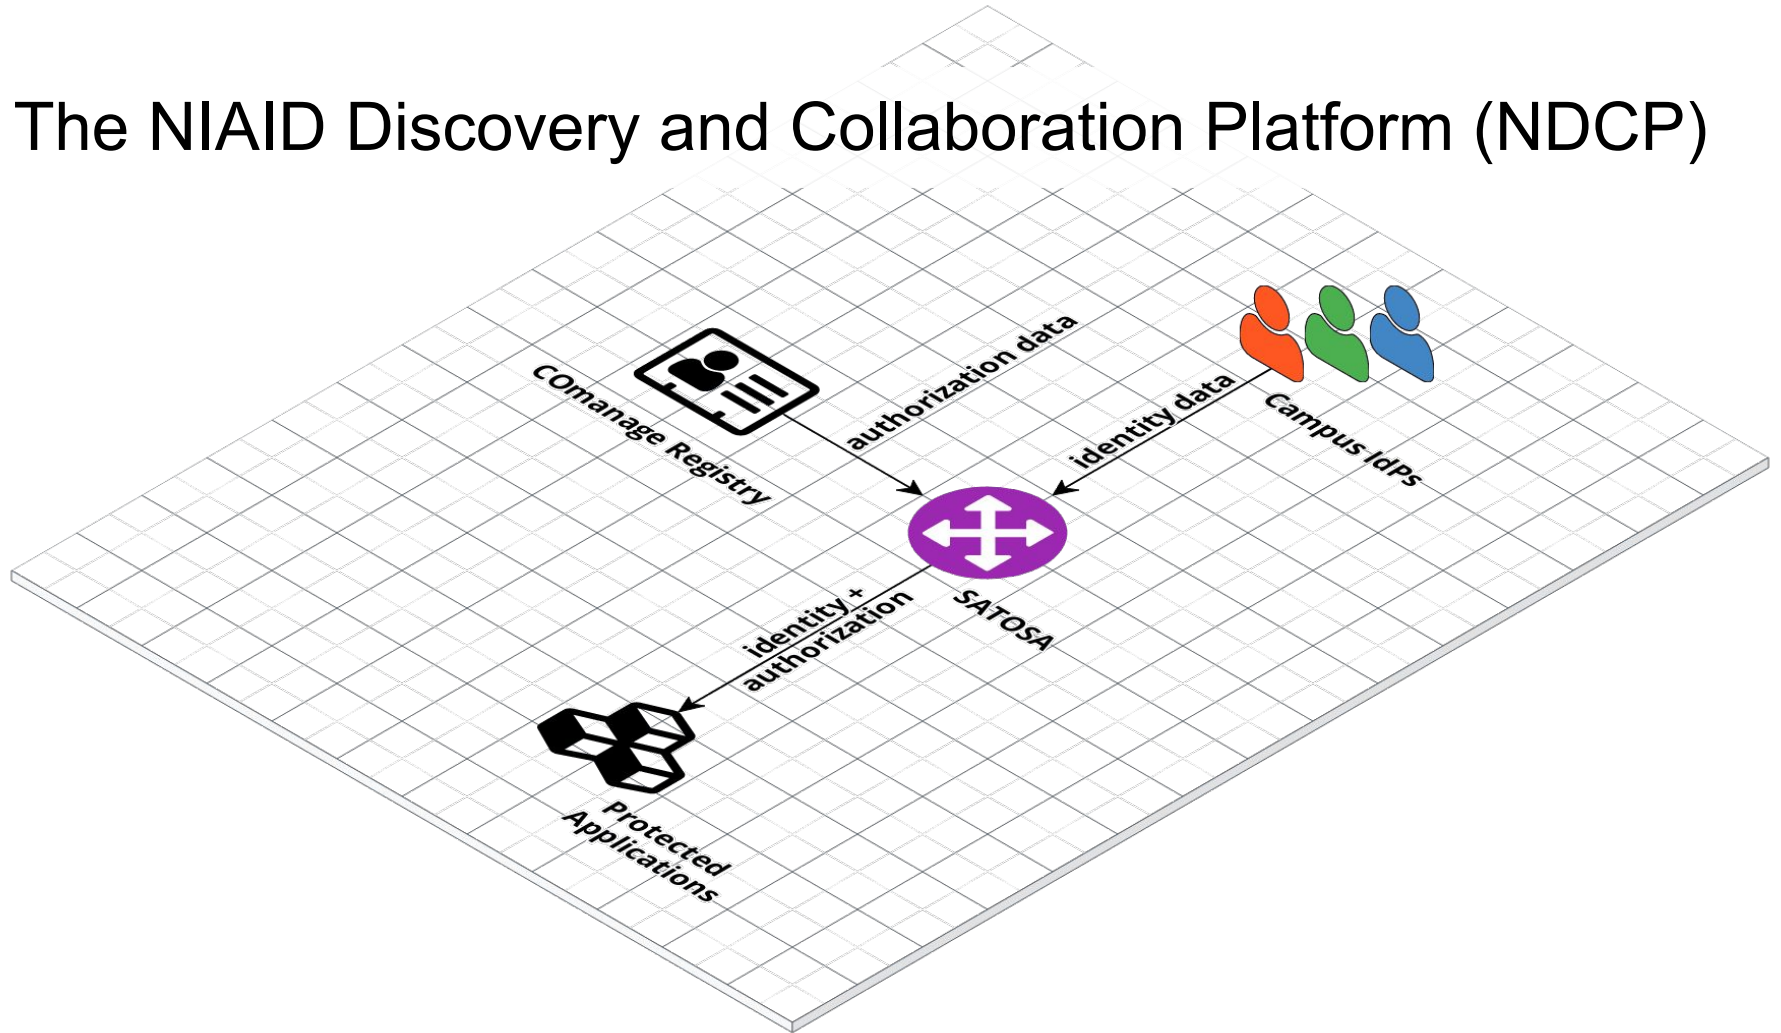 The NIAID Discovery and Collaboration Platform (NDCP)
authorization data
COmanage Registry
identity data
Campus IdPs
SATOSA
identity +
authorization
Protected
Applications